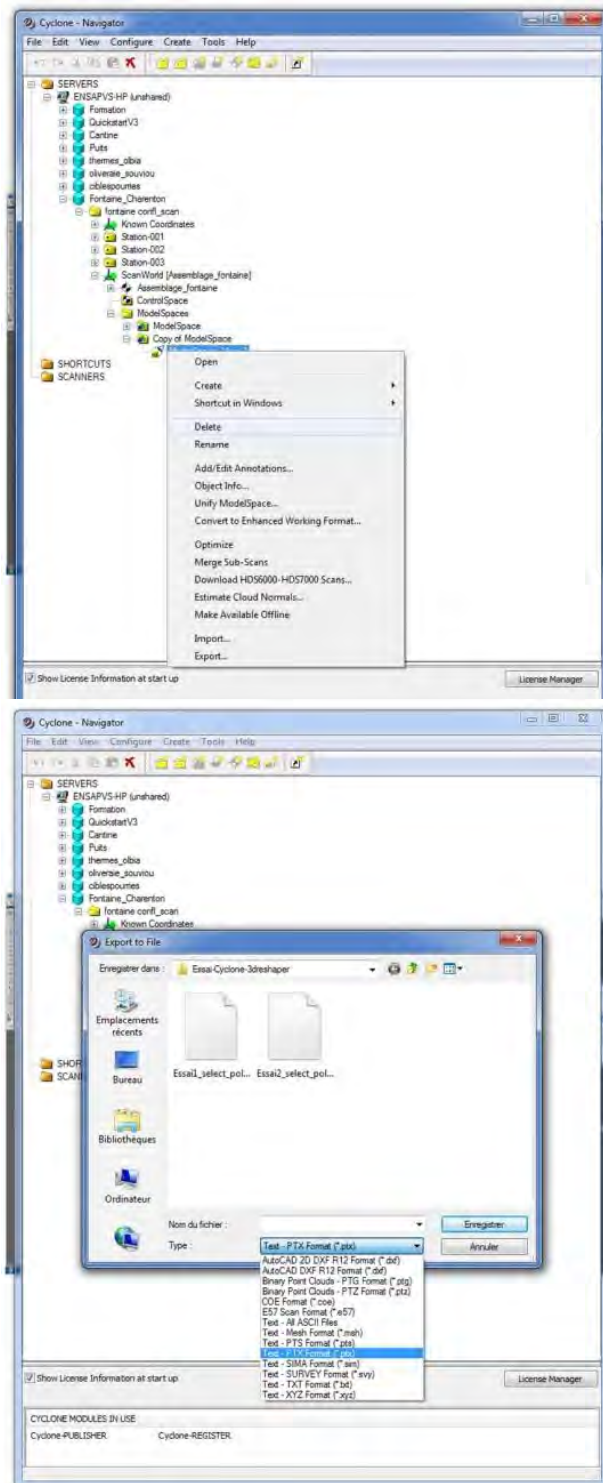 Cyclone - Navigator
File Edit View Configure Create Tools Help
SERVERS
ENSAPVS-HP (unshared)
Formation
QuickstartV3
Cantine
Puits
themes_olbia
oliveraie_souviou
ciblespourries
Fontaine_Charenton
fontaine confl_scan
Known Coordinates
Station-001
Station-002
Station-003
ScanWorld [Assemblage_fontaine]
Assemblage_fontaine
ControlSpace
ModelSpaces
ModelSpace
Copy of ModelSpace
SHORTCUTS
SCANNERS
Open
Create
Shortcut in Windows
Delete
Rename
Add/Edit Annotations...
Object Info...
Unify ModelSpace...
Convert to Enhanced Working Format...
Optimize
Merge Sub-Scans
Download HDS6000-HDS7000 Scans...
Estimate Cloud Normals...
Make Available Offline
Import...
Export...
Show License Information at start up
License Manager
Cyclone - Navigator
File Edit View Configure Create Tools Help
SERVERS
ENSAPVS-HP (unshared)
Formation
QuickstartV3
Cantine
Puits
themes_olbia
oliveraie_souviou
ciblespourries
Fontaine_Charenton
fontaine confl_scan
Known Coordinates
SHOR
SCAN
Export to File
Enregistrer dans :
Essai-Cyclone-3dreshaper
Emplacements récents
Bureau
Bibliothèques
Ordinateur
Essai1_select_pol...
Essai2_select_pol...
Nom du fichier :
Enregistrer
Type :
Text - PTX Format (*.ptx)
Annuler
AutoCAD 2D DXF R12 Format (*.dxf)
AutoCAD DXF R12 Format (*.dxf)
Binary Point Clouds - PTG Format (*.ptg)
Binary Point Clouds - PTZ Format (*.ptz)
COE Format (*.coe)
E57 Scan Format (*.e57)
Text - All ASCII Files
Text - Mesh Format (*.msh)
Text - PTS Format (*.pts)
Text - PTX Format (*.ptx)
Text - SIMA Format (*.sim)
Text - SURVEY Format (*.svy)
Text - TXT Format (*.txt)
Text - XYZ Format (*.xyz)
Show License Information at start up
License Manager
CYCLONE MODULES IN USE
Cyclone-PUBLISHER
Cyclone-REGISTER